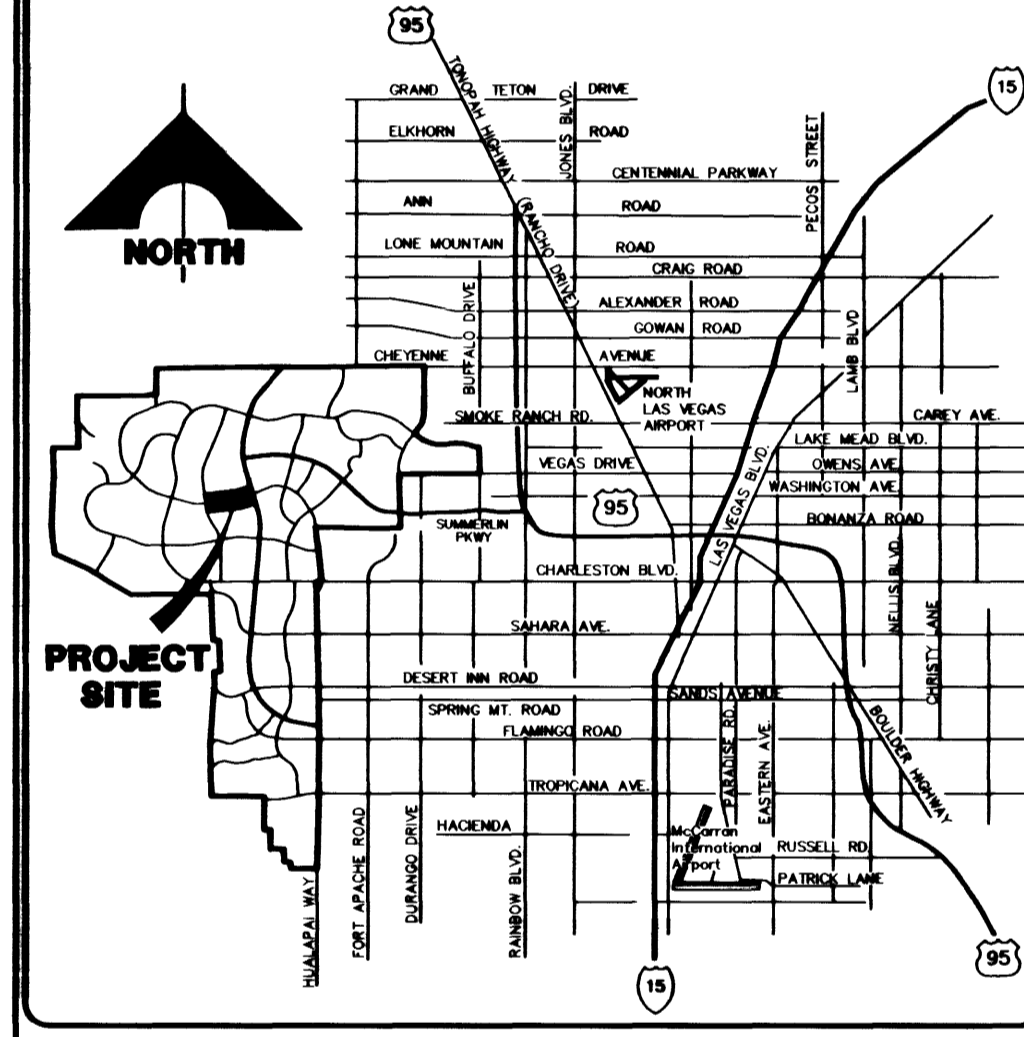 95
TONOPAH HIGHWAY (RANCHO DRIVE)
GRAND TETON DRIVE
JONES BLVD.
15
ELKHORN ROAD
PECOS STREET
CENTENNIAL PARKWAY
ANN ROAD
NORTH
LONE MOUNTAIN ROAD
CRAIG ROAD
BUFFALO DRIVE
ALEXANDER ROAD
GOWAN ROAD
LAMB BLVD
CHEYENNE AVENUE
NORTH
LAS VEGAS
AIRPORT
SMOKE RANCH RD.
CAREY AVE.
LAKE MEAD BLVD.
VEGAS DRIVE
OWENS AVE
WASHINGTON AVE.
95
LAS VEGAS BLVD.
BONANZA ROAD
SUMMERLIN
PKWY
CHARLESTON BLVD.
NELLIS BLVD.
CHRISTY LANE
SAHARA AVE.
PROJECT
SITE
DESERT INN ROAD
SANDS AVENUE
SPRING MT. ROAD
FLAMINGO ROAD
PARADISE RD.
EASTERN AVE.
BOULDER HIGHWAY
TROPICANA AVE.
HUALAPAI WAY
FORT APACHE ROAD
DURANGO DRIVE
HACIENDA
RAINBOW BLVD.
McCarran
International
Airport
RUSSELL RD.
PATRICK LANE
95
15